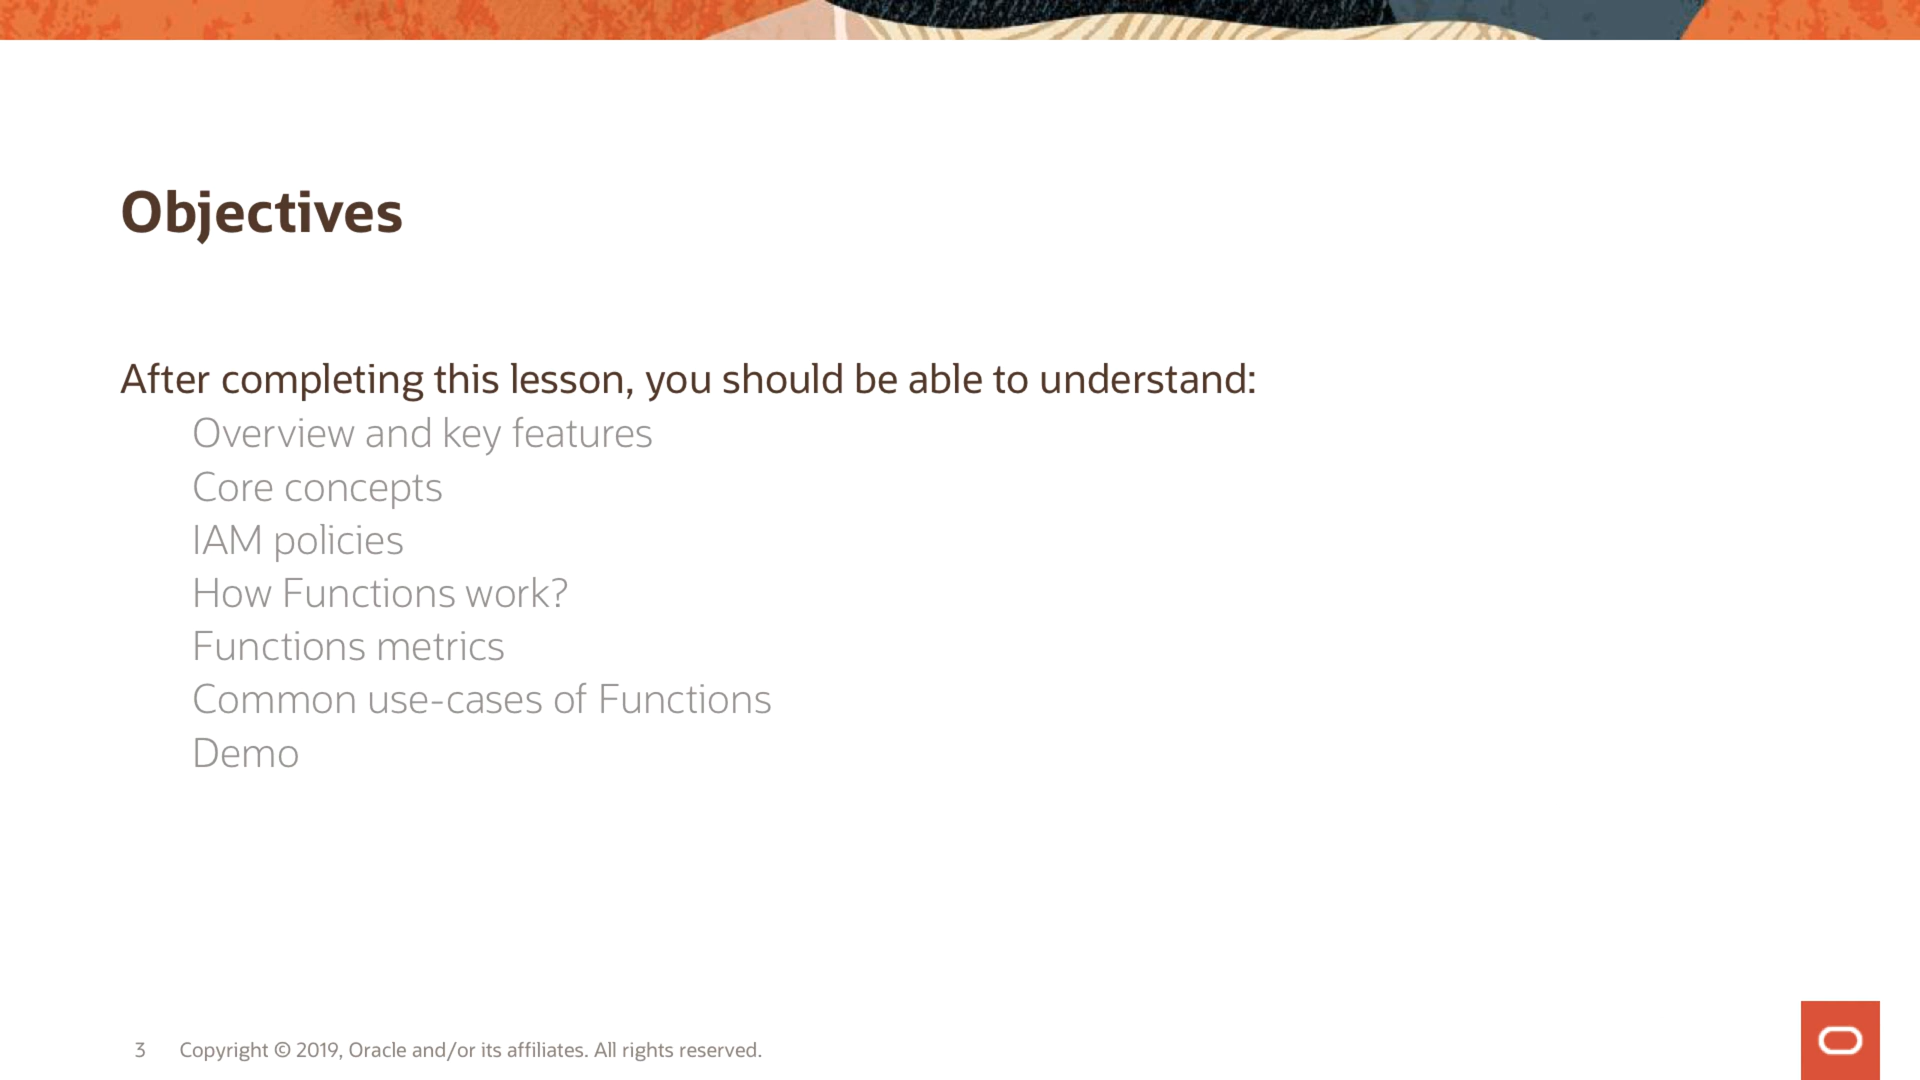 Objectives
After completing this lesson, you should be able to understand:
Overview and key features
Core concepts
IAM policies
How Functions work?
Functions metrics
Common use-cases of Functions
Demo
3 Copyright © 2019, Oracle and/or its affiliates. All rights reserved.